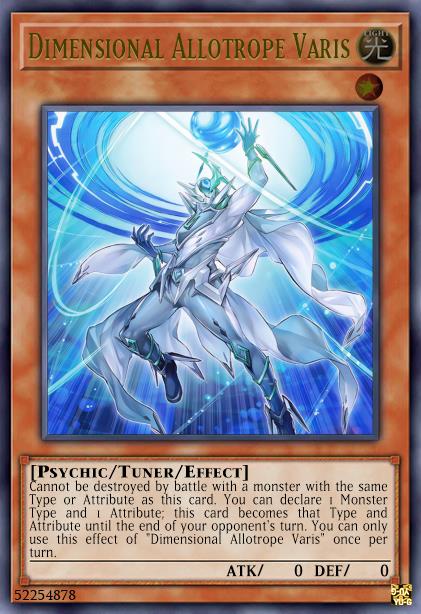 Dimensional Allotrope Varis
LIGHT
光
[Psychic/Tuner/Effect]
Cannot be destroyed by battle with a monster with the same
Type or Attribute as this card. You can declare 1 Monster
Type and 1 Attribute; this card becomes that Type and
Attribute until the end of your opponent's turn. You can only
use this effect of "Dimensional Allotrope Varis" once per
turn.
ATK/ 0 DEF/ 0
52254878